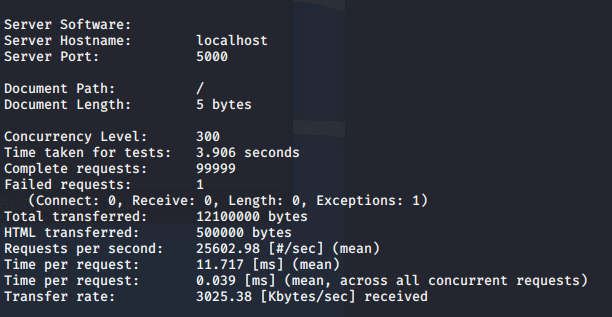 Server Software:
Server Hostname: localhost
Server Port: 5000
Document Path: /
Document Length: 5 bytes
Concurrency Level: 300
Time taken for tests: 3.906 seconds
Complete requests: 99999
Failed requests: 1
(Connect: 0, Receive: 0, Length: 0, Exceptions: 1)
Total transferred: 12100000 bytes
HTML transferred: 500000 bytes
Requests per second: 25602.98 [#/sec] (mean)
Time per request: 11.717 [ms] (mean)
Time per request: 0.039 [ms] (mean, across all concurrent requests)
Transfer rate: 3025.38 [Kbytes/sec] received